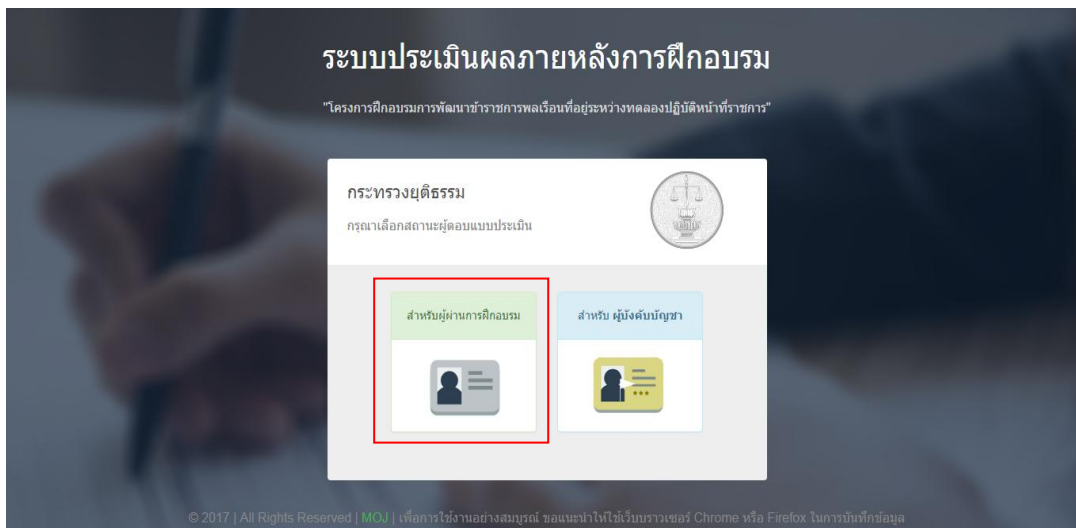 ระบบประเมินผลภายหลังการฝึกอบรม
"โครงการฝึกอบรมการพัฒนาข้าราชการพลเรือนที่อยู่ระหว่างทดลองปฏิบัติหน้าที่ราชการ"
กระทรวงยุติธรรม
กรุณาเลือกสถานะผู้ตอบแบบประเมิน
สำหรับผู้ผ่านการฝึกอบรม
สำหรับ ผู้บังคับบัญชา
© 2017 | All Rights Reserved | MOJ | เพื่อการใช้งานอย่างสมบูรณ์ ขอแนะนำให้ใช้เว็บบราวเซอร์ Chrome หรือ Firefox ในการบันทึกข้อมูล